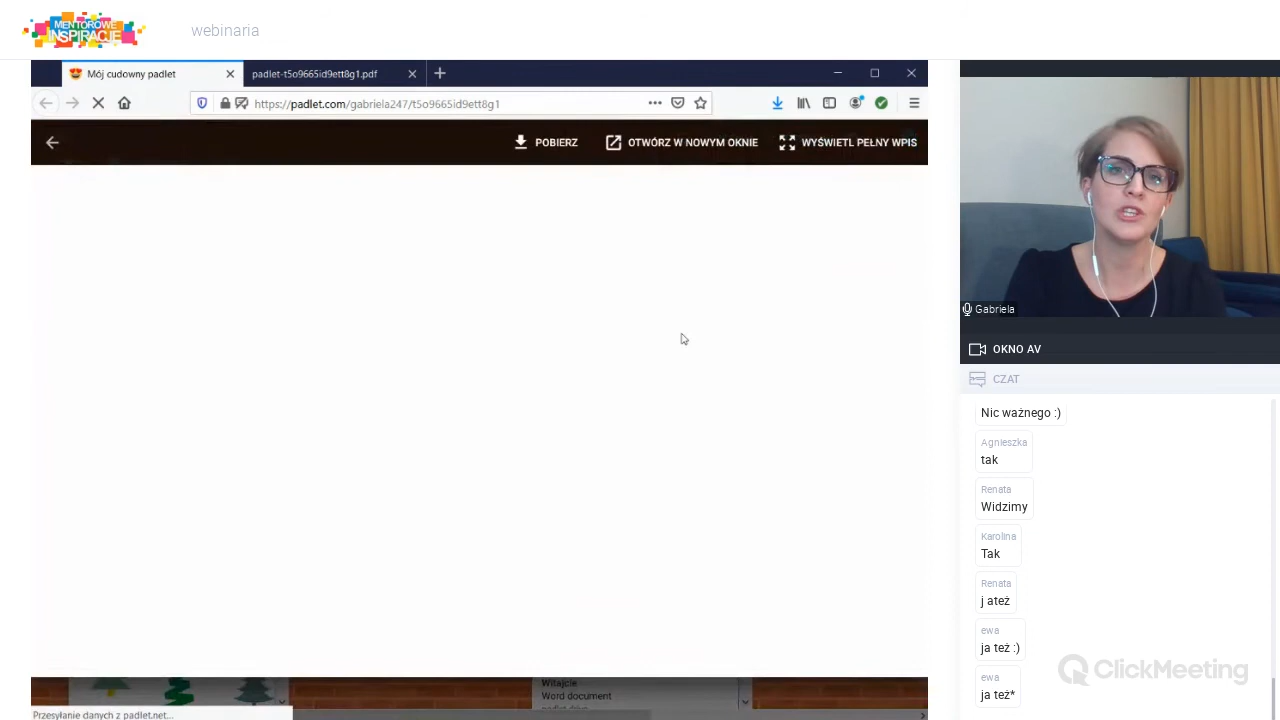 MENTOROWE
INSPIRACJE
webinaria
Mój cudowny padlet
padlet-t5o9665id9ett8g1.pdf
https://padlet.com/gabriela247/t5o9665id9ett8g1
POBIERZ
OTWÓRZ W NOWYM OKNIE
WYŚWIETL PEŁNY WPIS
Witajcie
Word document
padlet drive
Przesyłanie danych z padlet.net...
Gabriela
OKNO AV
CZAT
Nic ważnego :)
Agnieszka
tak
Renata
Widzimy
Karolina
Tak
Renata
j ateż
ewa
ja też :)
ewa
ja też*
ClickMeeting